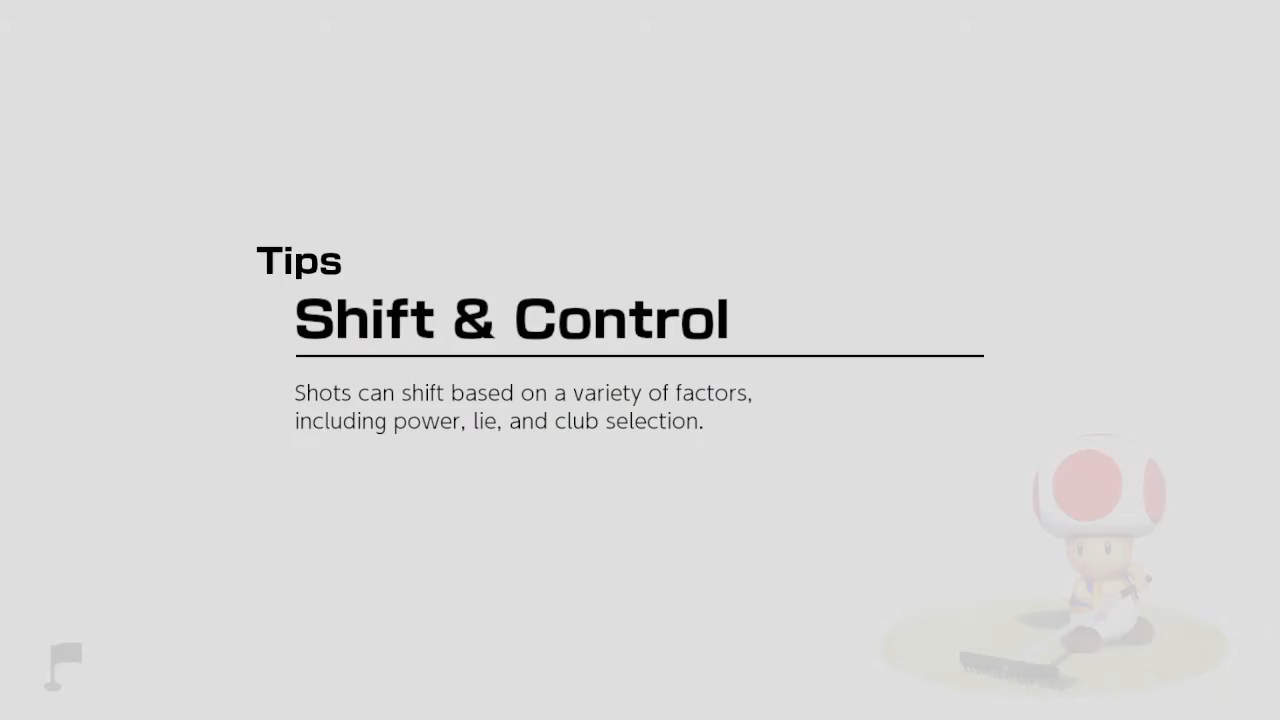 Tips
Shift & Control
Shots can shift based on a variety of factors,
including power, lie, and club selection.